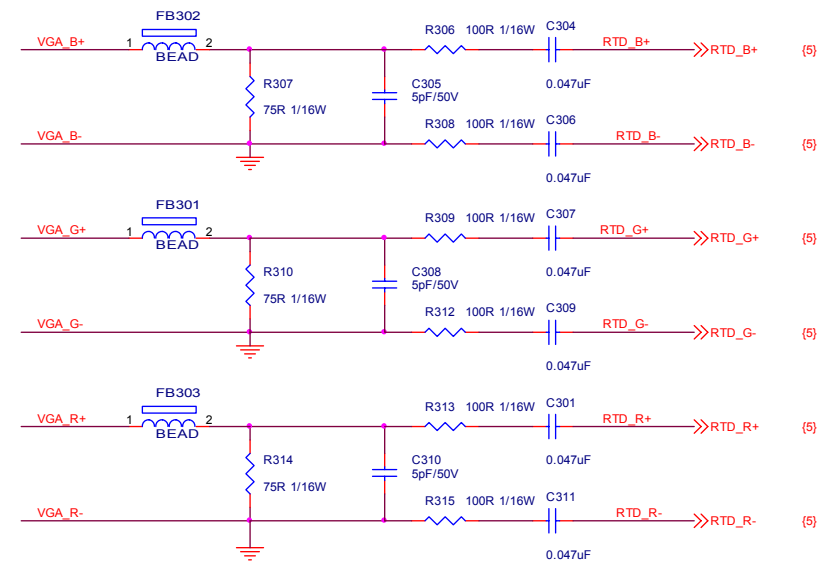 FB302
VGA_B+ 1 2 R306 100R 1/16W C304 RTD_B+ RTD_B+ {5}
BEAD
R307 C305 0.047uF
5pF/50V
75R 1/16W R308 100R 1/16W C306
VGA_B- RTD_B- RTD_B- {5}
0.047uF
FB301
VGA_G+ 1 2 R309 100R 1/16W C307 RTD_G+ RTD_G+ {5}
BEAD
R310 C308 0.047uF
5pF/50V
75R 1/16W R312 100R 1/16W C309
VGA_G- RTD_G- RTD_G- {5}
0.047uF
FB303
VGA_R+ 1 2 R313 100R 1/16W C301 RTD_R+ RTD_R+ {5}
BEAD
R314 C310 0.047uF
5pF/50V
75R 1/16W R315 100R 1/16W C311
VGA_R- RTD_R- RTD_R- {5}
0.047uF